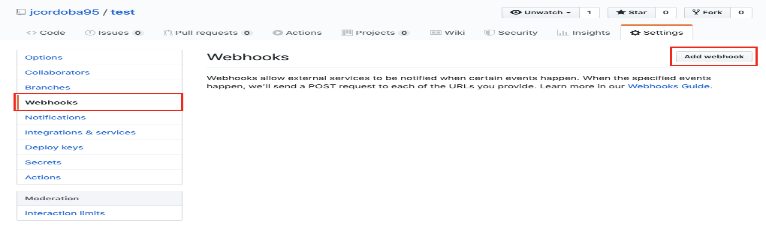 jcordoba95 / test
Unwatch 1 Star 0 Fork 0
<> Code Issues 0 Pull requests 0 Actions Projects 0 Wiki Security Insights Settings
Options
Collaborators
Branches
Webhooks
Notifications
Integrations & services
Deploy keys
Secrets
Actions
Moderation
Interaction limits
Webhooks
Add webhook
Webhooks allow external services to be notified when certain events happen. When the specified events
happen, we'll send a POST request to each of the URLs you provide. Learn more in our Webhooks Guide.